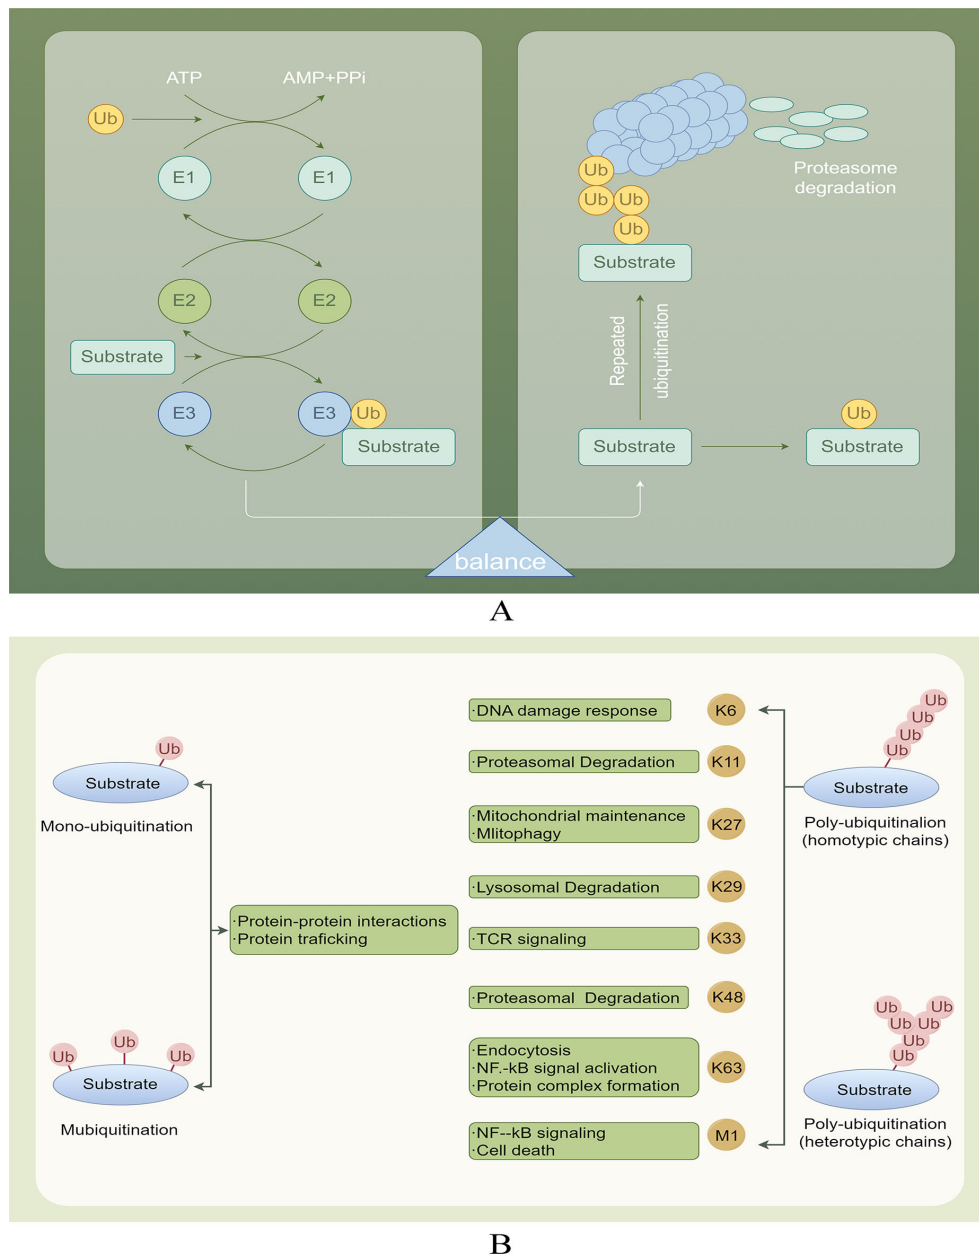 ATP
AMP+PPi
Ub
E1
E1
E2
E2
Substrate
E3
E3
Ub
Substrate
Ub
Ub
Ub
Ub
Proteasome
degradation
Substrate
Repeated
ubiquitination
Ub
Substrate
Substrate
balance
A
Ub
Substrate
Mono-ubiquitination
·Protein-protein interactions
·Protein traficking
Ub
Ub
Ub
Substrate
Mubiquitination
·DNA damage response
K6
·Proteasomal Degradation
K11
·Mitochondrial maintenance
·Mlitophagy
K27
·Lysosomal Degradation
K29
·TCR signaling
K33
·Proteasomal Degradation
K48
·Endocytosis
·NF.-kB signal aclivation
·Protein complex formation
K63
·NF--kB signaling
·Cell death
M1
Ub
Ub
Ub
Ub
Substrate
Poly-ubiquitinalion
(homotypic chains)
Ub
Ub
Ub
Ub
Ub
Ub
Substrate
Poly-ubiquitination
(heterotypic chains)
B